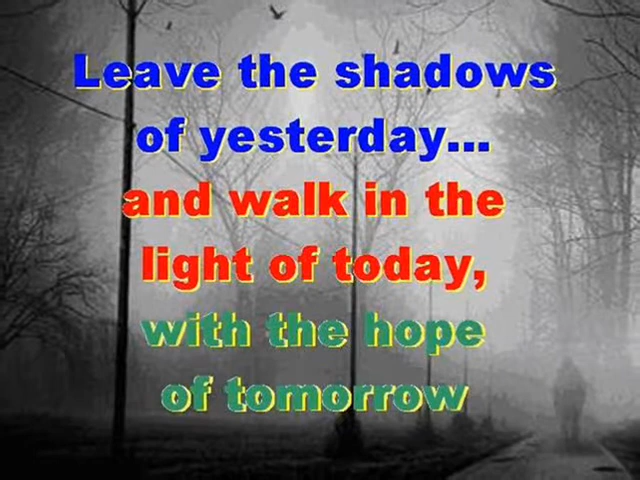 Leave the shadows
of yesterday...
and walk in the
light of today,
with the hope
of tomorrow